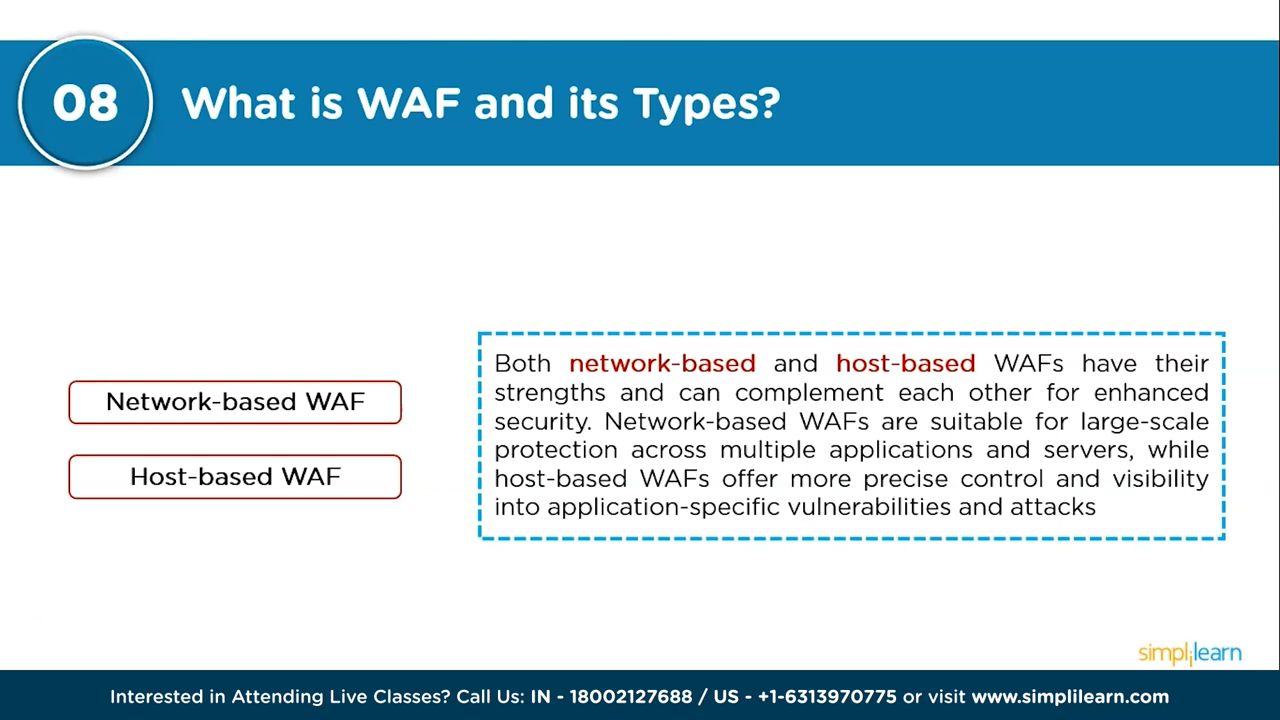 08
What is WAF and its Types?
Network-based WAF
Host-based WAF
Both network-based and host-based WAFs have their
strengths and can complement each other for enhanced
security. Network-based WAFs are suitable for large-scale
protection across multiple applications and servers, while
host-based WAFs offer more precise control and visibility
into application-specific vulnerabilities and attacks
simplilearn
Interested in Attending Live Classes? Call Us: IN - 18002127688 / US - +1-6313970775 or visit www.simplilearn.com